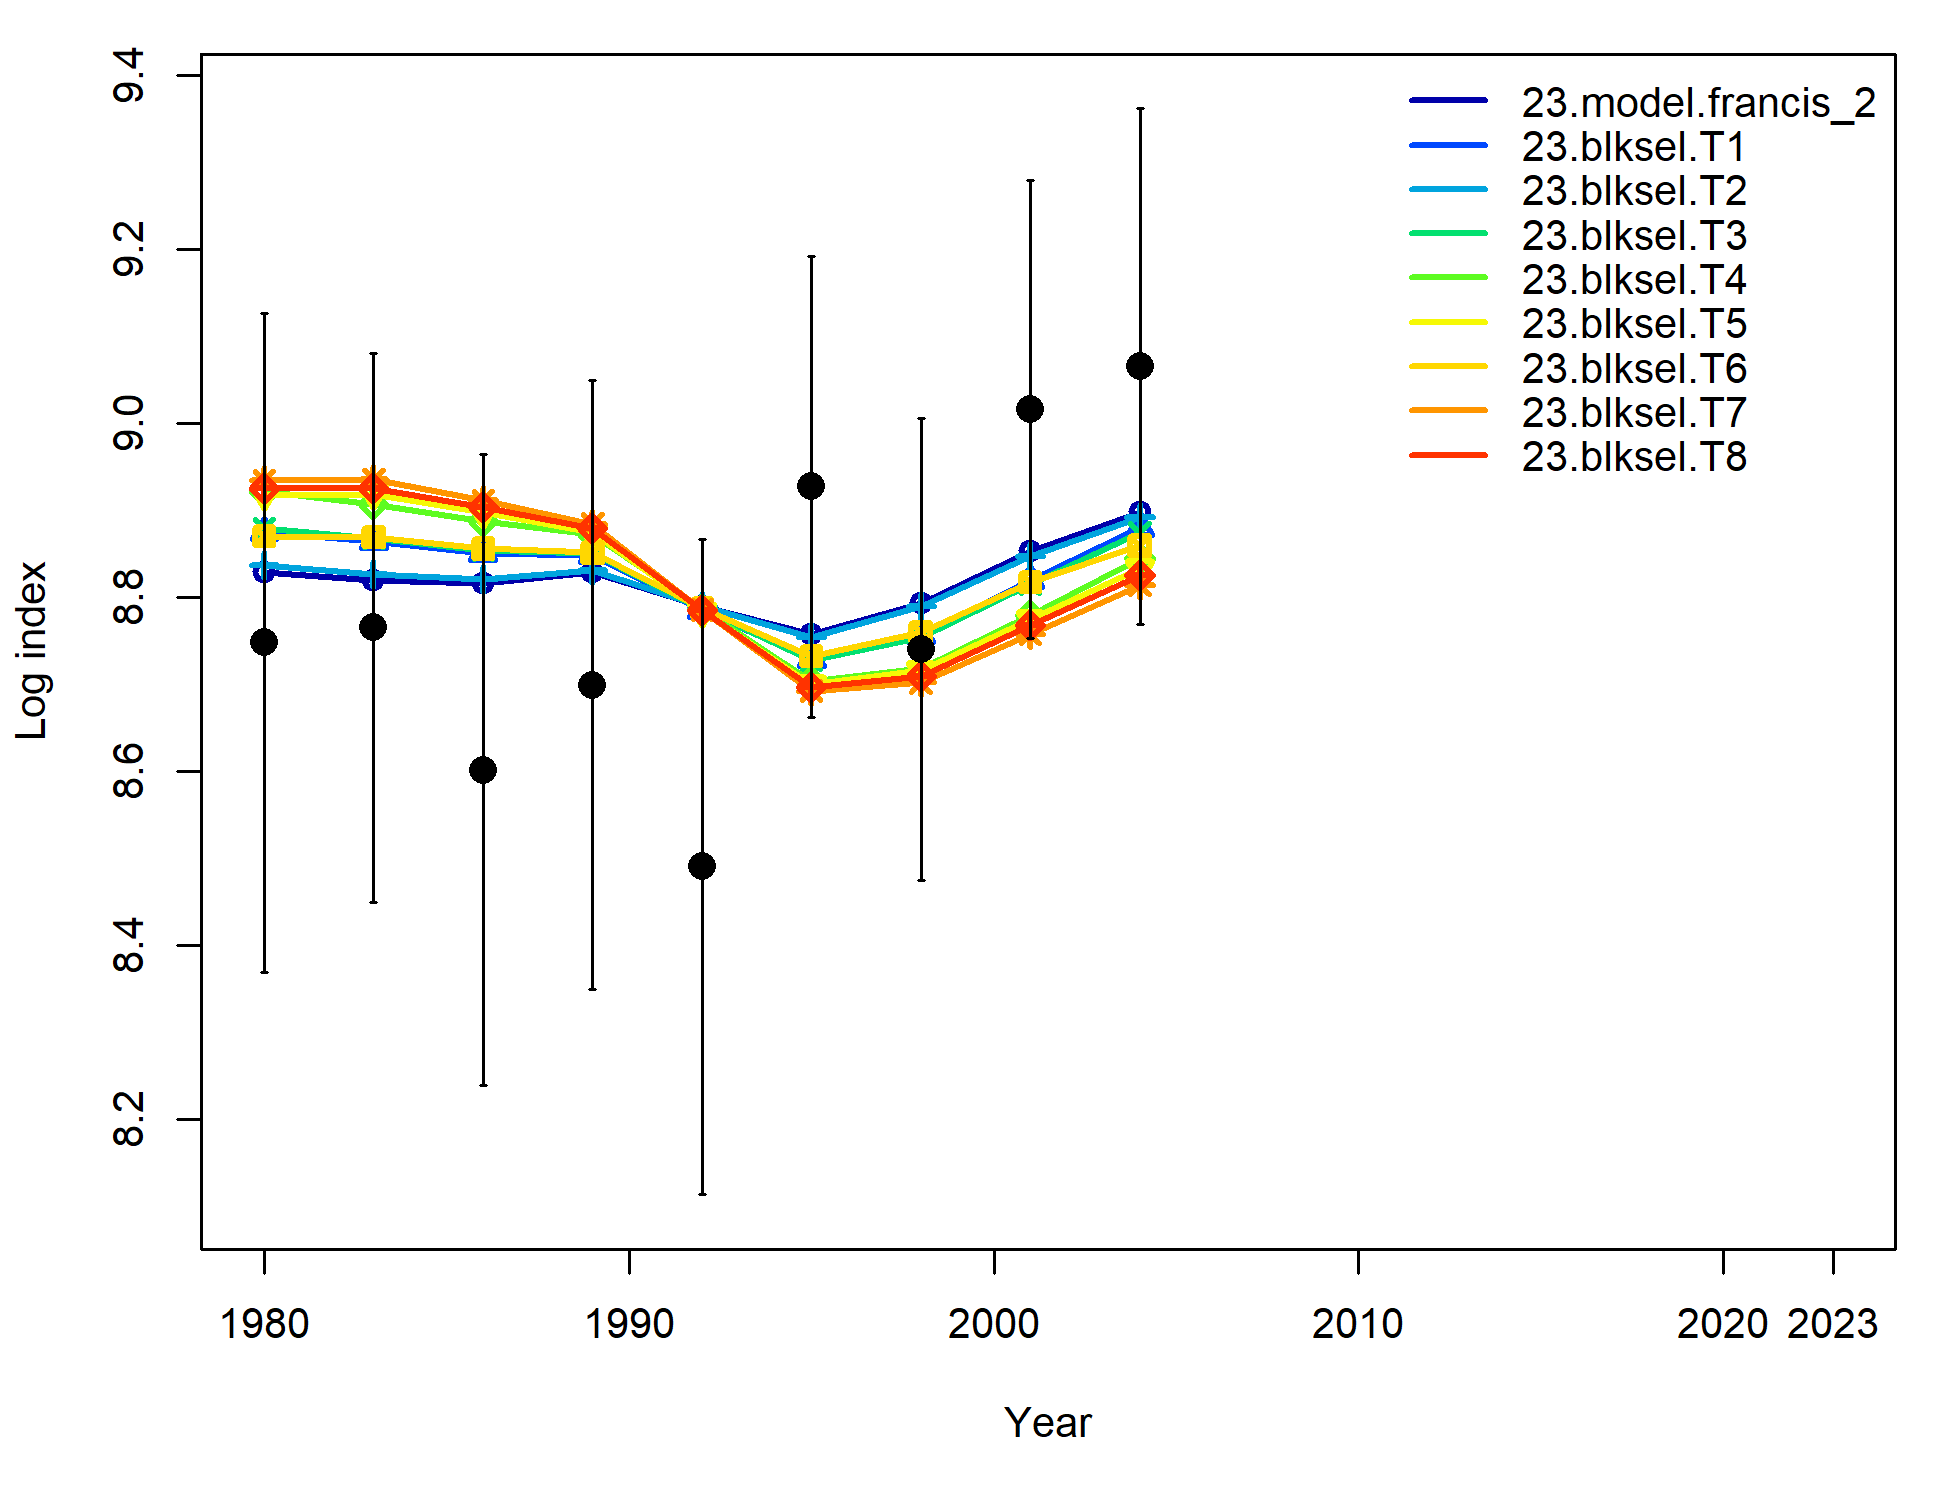 9.4
9.2
9.0
8.8
8.6
8.4
8.2
Log index
23.model.francis_2
23.blksel.T1
23.blksel.T2
23.blksel.T3
23.blksel.T4
23.blksel.T5
23.blksel.T6
23.blksel.T7
23.blksel.T8
1980 1990 2000 2010 2020 2023
Year